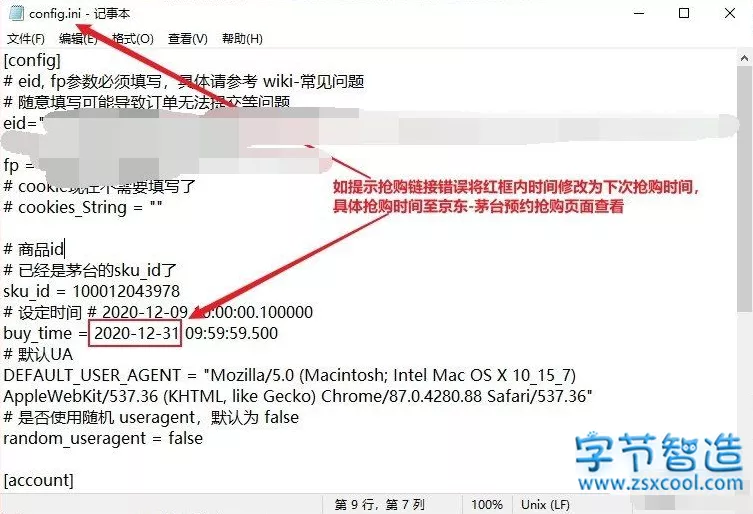 config.ini - 记事本
文件(F) 编辑(E) 格式(O) 查看(V) 帮助(H)
[config]
# eid, fp参数必须填写，具体请参考 wiki-常见问题
# 随意填写可能导致订单无法提交等问题
eid="
fp =
# cookie现在不需要填写了
# cookies_String = ""
如提示抢购链接错误将红框内时间修改为下次抢购时间，
具体抢购时间至京东-茅台预约抢购页面查看
# 商品id
# 已经是茅台的sku_id了
sku_id = 100012043978
# 设定时间 # 2020-12-09 10:00:00.100000
buy_time = 2020-12-31 09:59:59.500
# 默认UA
DEFAULT_USER_AGENT = "Mozilla/5.0 (Macintosh; Intel Mac OS X 10_15_7)
AppleWebKit/537.36 (KHTML, like Gecko) Chrome/87.0.4280.88 Safari/537.36"
# 是否使用随机 useragent，默认为 false
random_useragent = false
[account]
字节智造
www.zsxcool.com
第 9 行，第 7 列 100% Unix (LF)